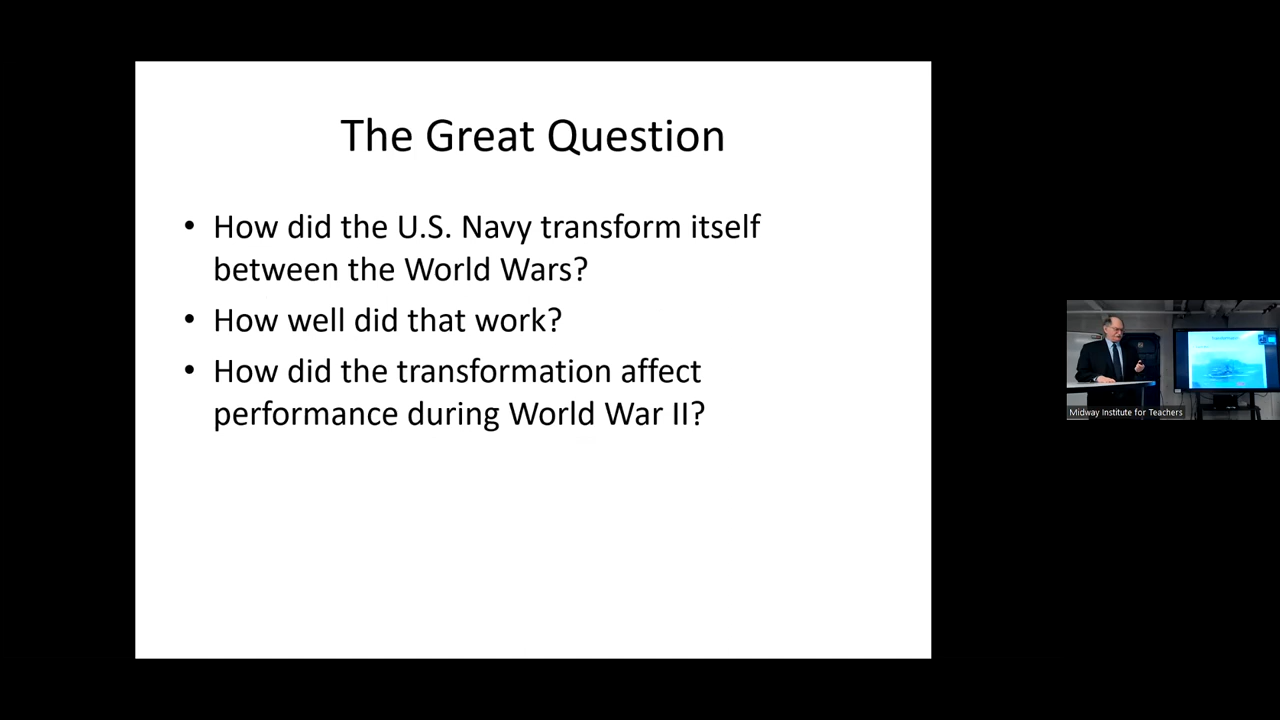 The Great Question
• How did the U.S. Navy transform itself
between the World Wars?
• How well did that work?
• How did the transformation affect
performance during World War II?
Midway Institute for Teachers